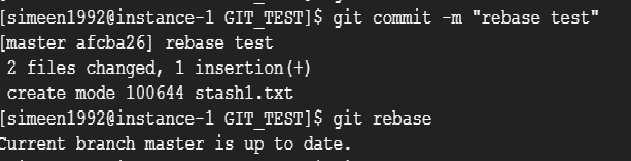 [simeen1992@instance-1 GIT_TEST]$ git commit -m "rebase test"
[master afcba26] rebase test
 2 files changed, 1 insertion(+)
 create mode 100644 stash1.txt
[simeen1992@instance-1 GIT_TEST]$ git rebase
Current branch master is up to date.